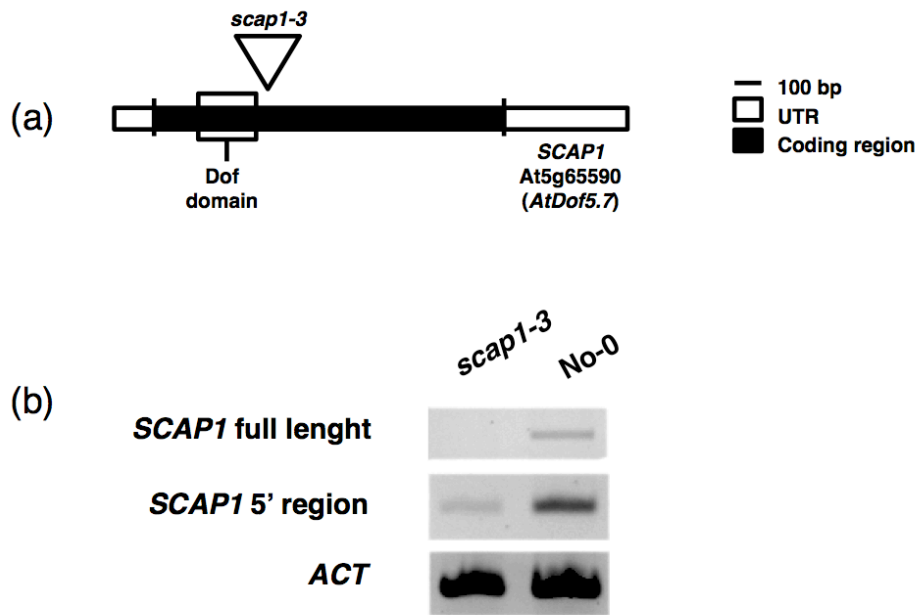 (a)
scap1-3
Dof
domain
SCAP1
At5g65590
(AtDof5.7)
100 bp
UTR
Coding region
(b)
scap1-3
No-0
SCAP1 full lenght
SCAP1 5’ region
ACT